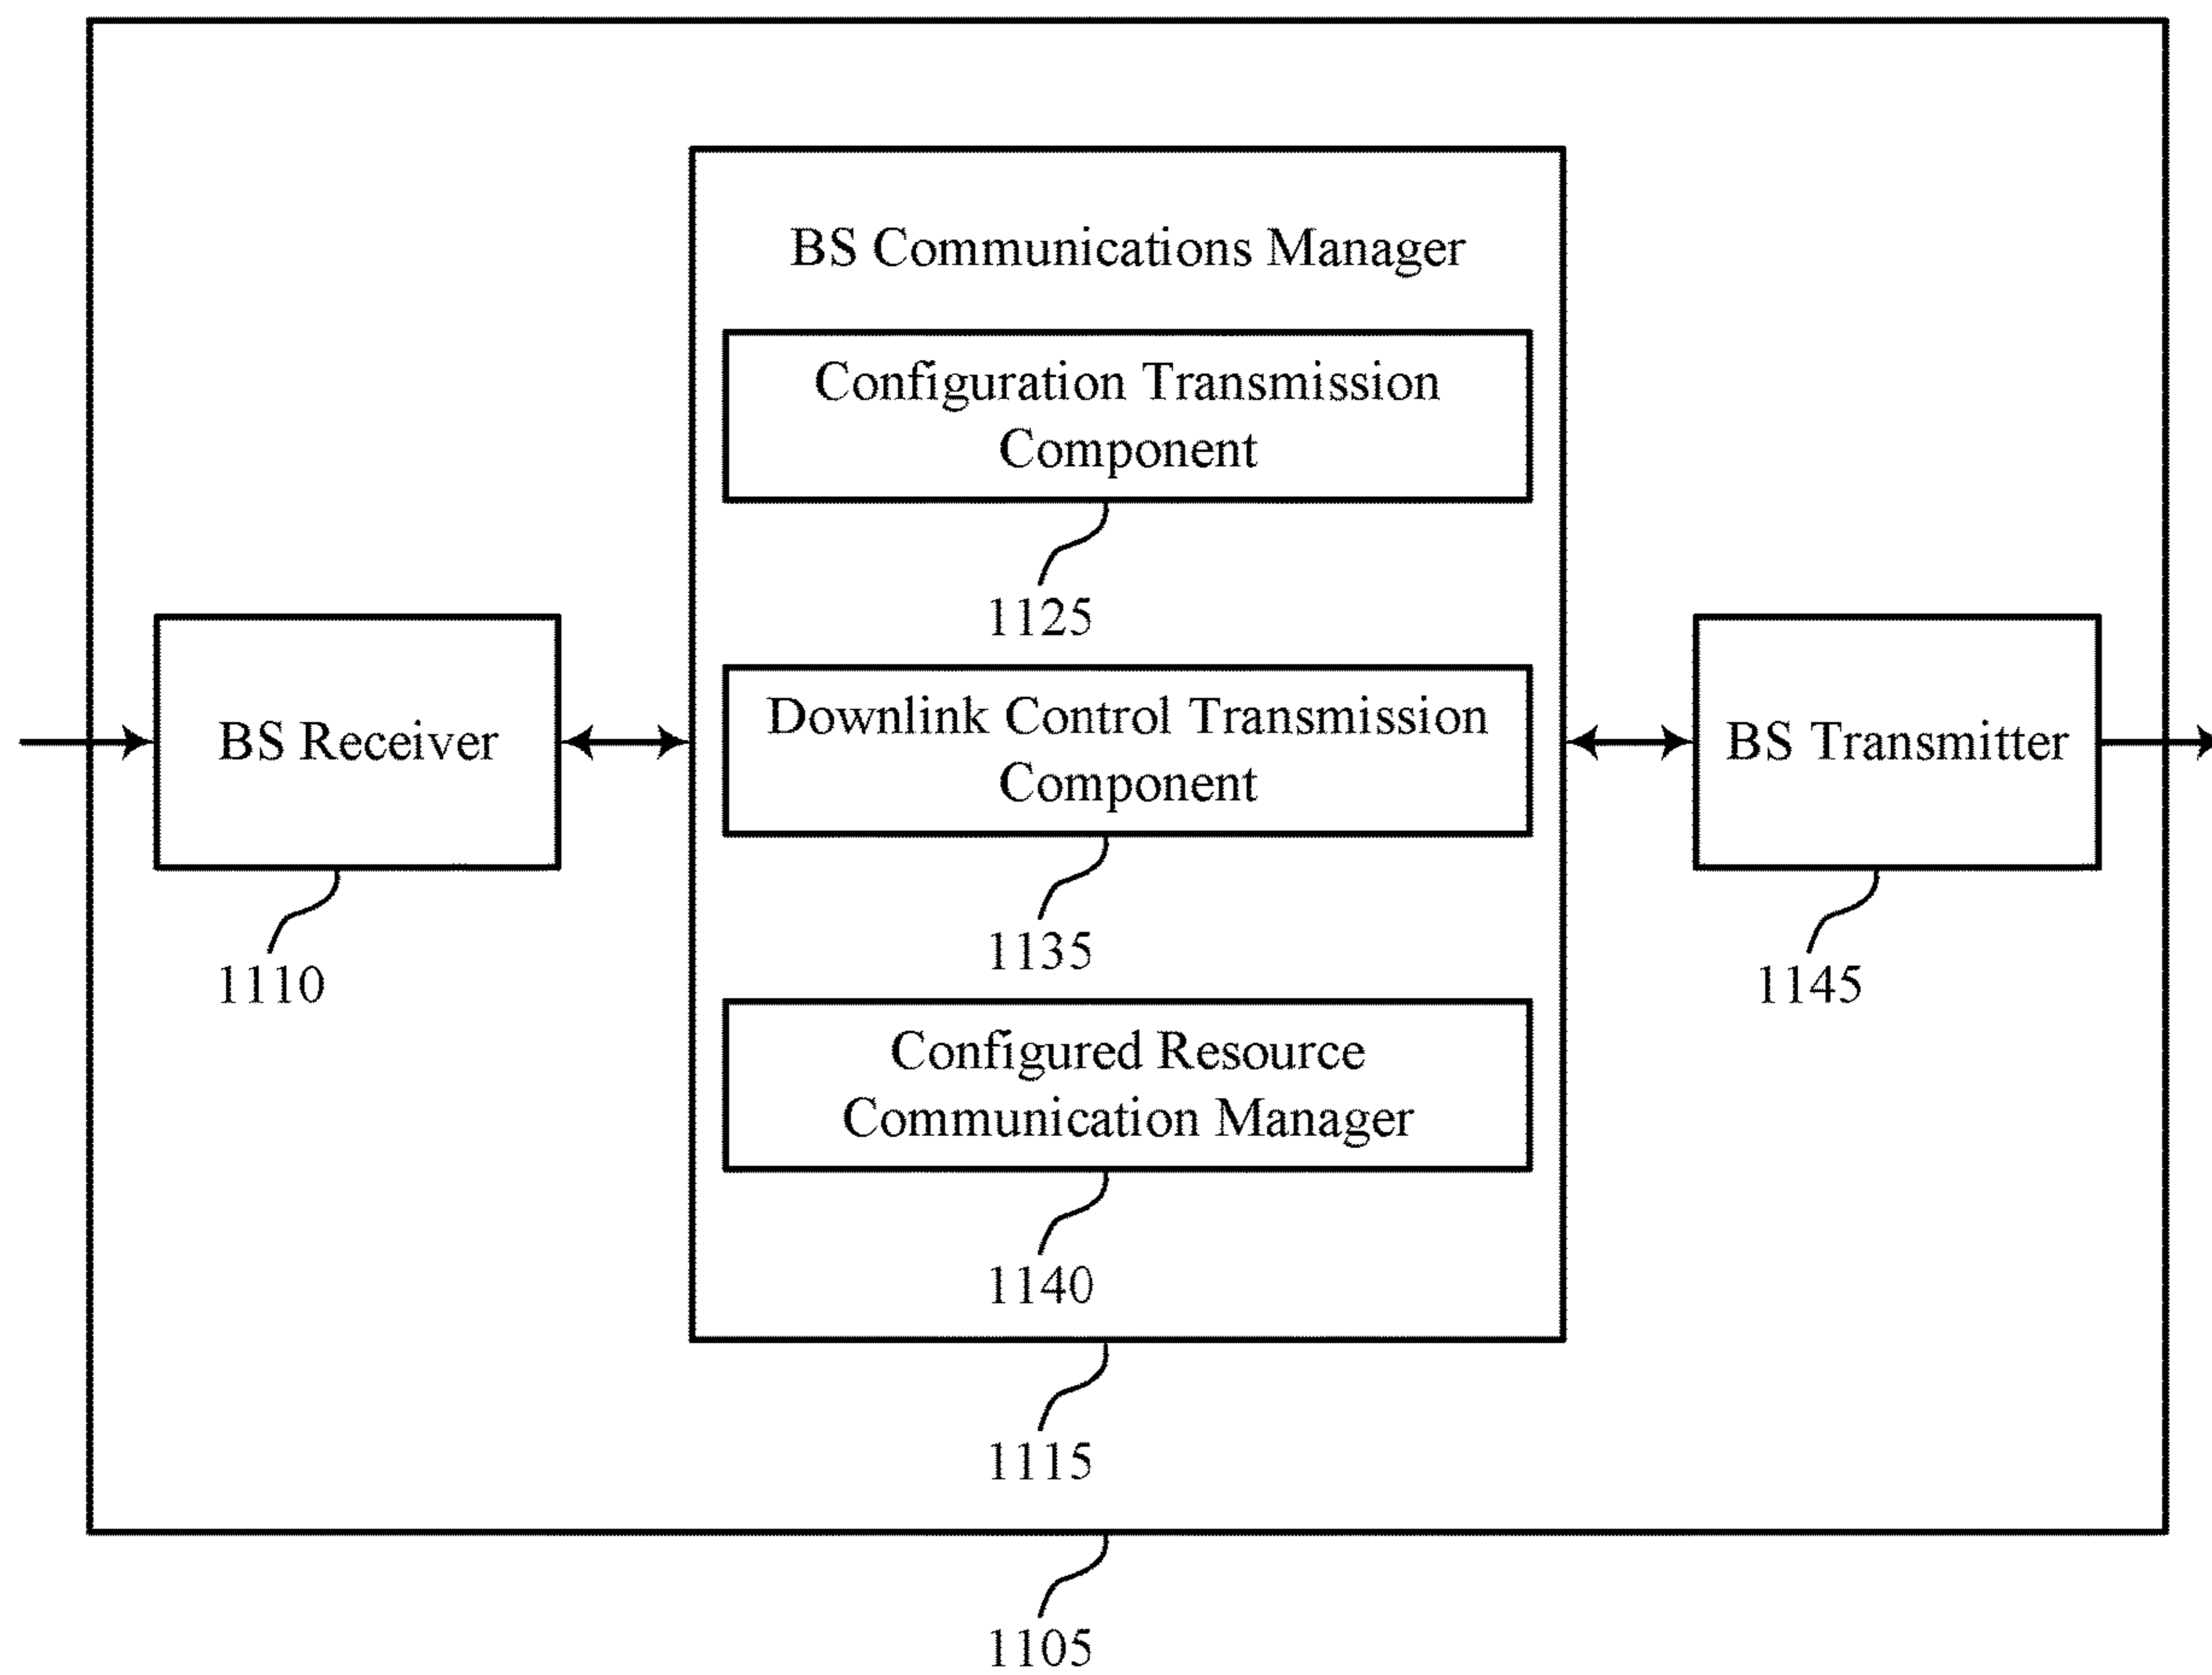 BS Communications Manager
Configuration Transmission
Component
1125
BS Receiver
1110
Downlink Control Transmission
Component
1135
BS Transmitter
1145
Configured Resource
Communication Manager
1140
1115
1105